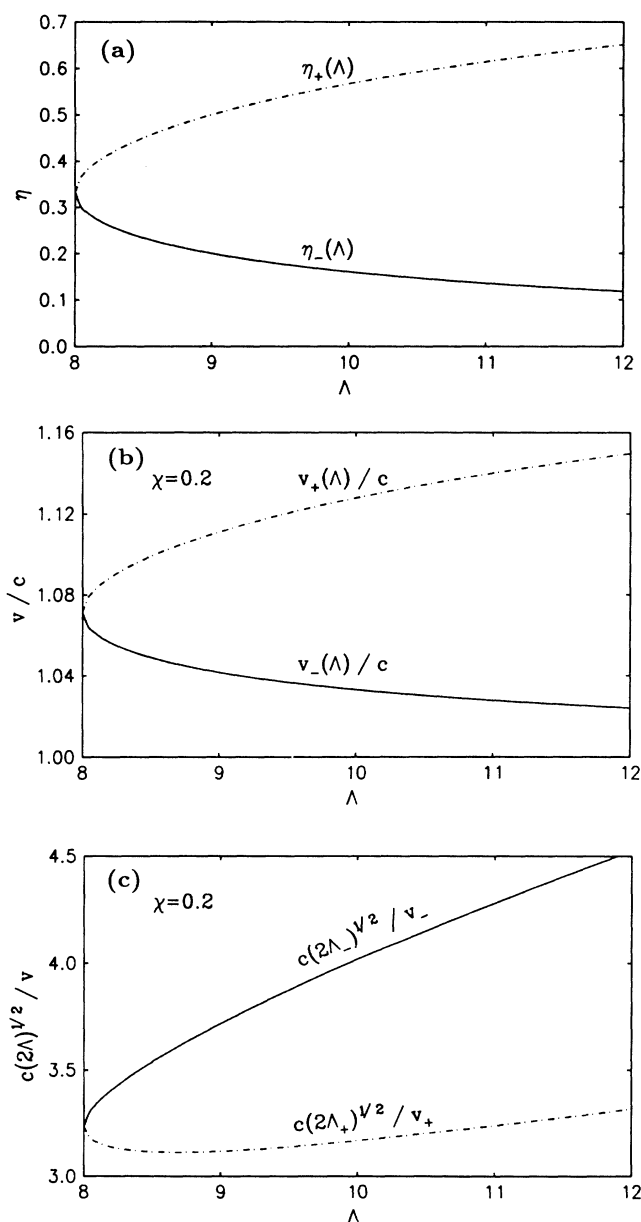 (a)
0.7
0.6
0.5
0.4
0.3
0.2
0.1
0.0
η
η₊(Λ)
η₋(Λ)
8 9 10 11 12
Λ
(b)
χ=0.2
1.16
1.12
1.08
1.04
1.00
v / c
v₊(Λ) / c
v₋(Λ) / c
8 9 10 11 12
Λ
(c)
χ=0.2
4.5
4.0
3.5
3.0
c(2Λ)^1/2 / v
c(2Λ₋)^1/2 / v₋
c(2Λ₊)^1/2 / v₊
8 9 10 11 12
Λ